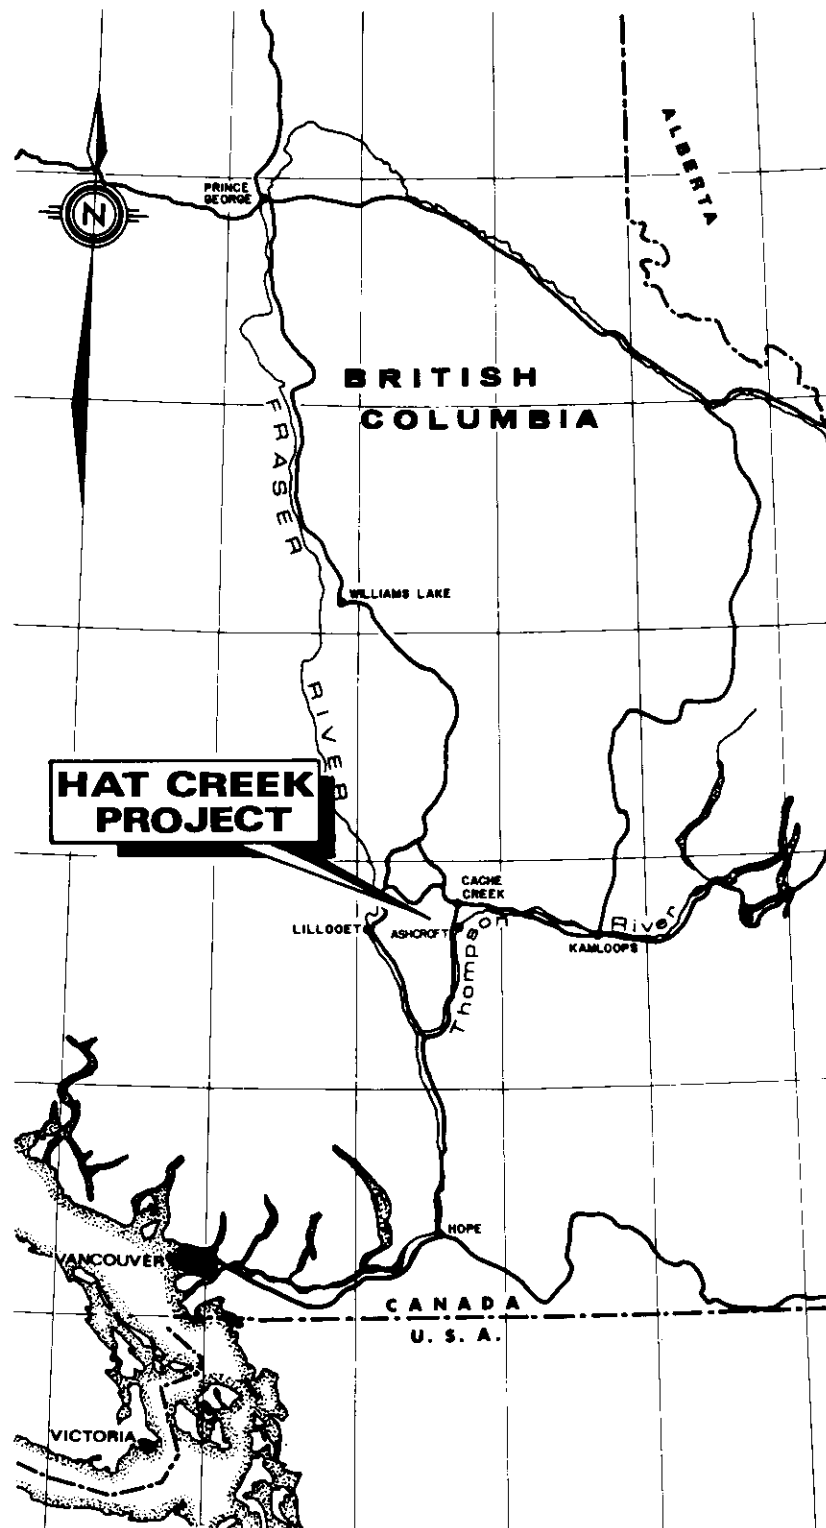 ALBERTA
PRINCE
GEORGE
N
BRITISH
COLUMBIA
FRASER
WILLIAMS LAKE
RIVER
HAT CREEK
PROJECT
CACHE
CREEK
LILLOOET
ASHCROFT
Thompson
River
KAMLOOPS
HOPE
VANCOUVER
CANADA
U. S. A.
VICTORIA